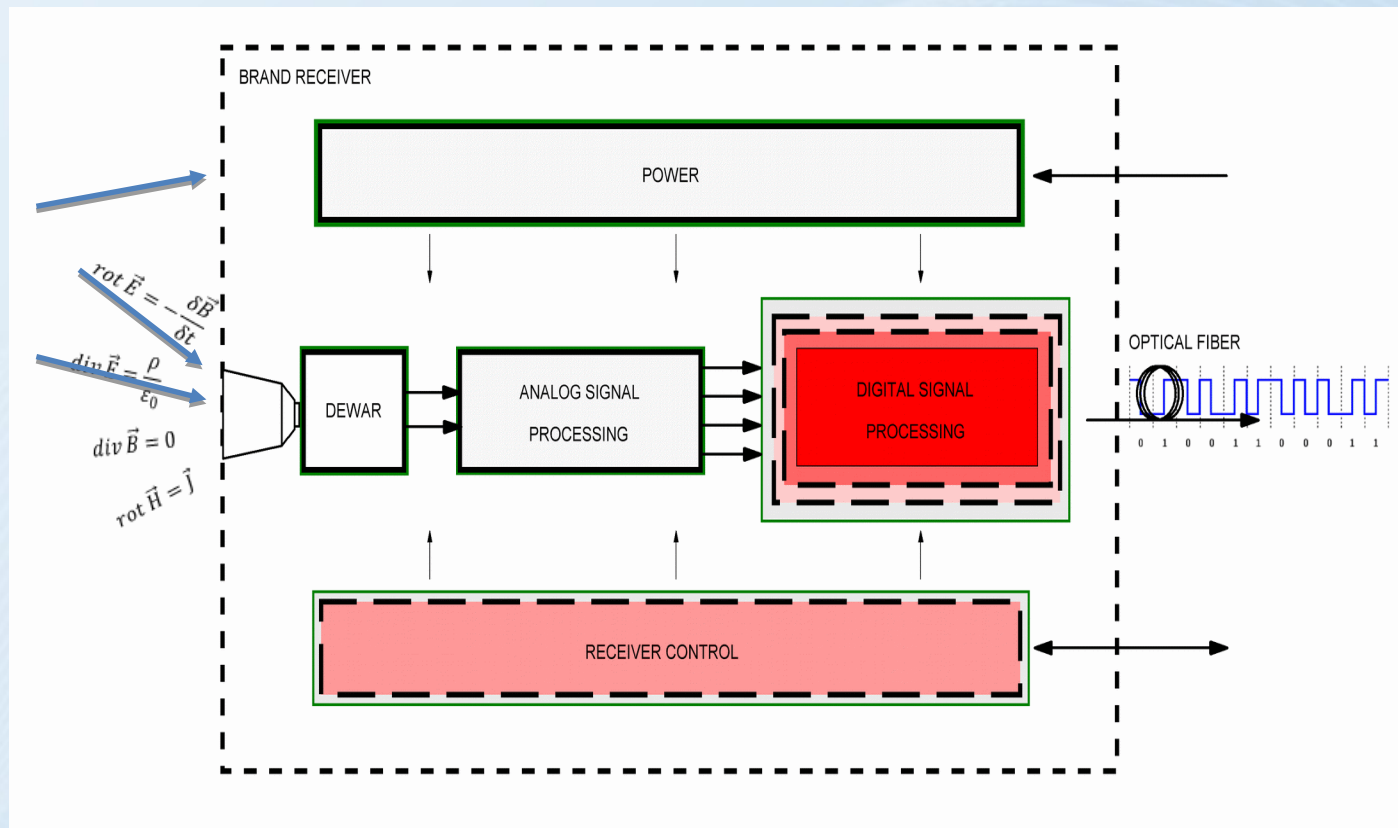 BRAND RECEIVER
POWER
rot E⃗ = −δB⃗/δt
div E⃗ = ρ/ε₀
div B⃗ = 0
rot H⃗ = J⃗
DEWAR
ANALOG SIGNAL
PROCESSING
DIGITAL SIGNAL
PROCESSING
OPTICAL FIBER
0 1 0 0 1 1 0 0 0 1 1
RECEIVER CONTROL